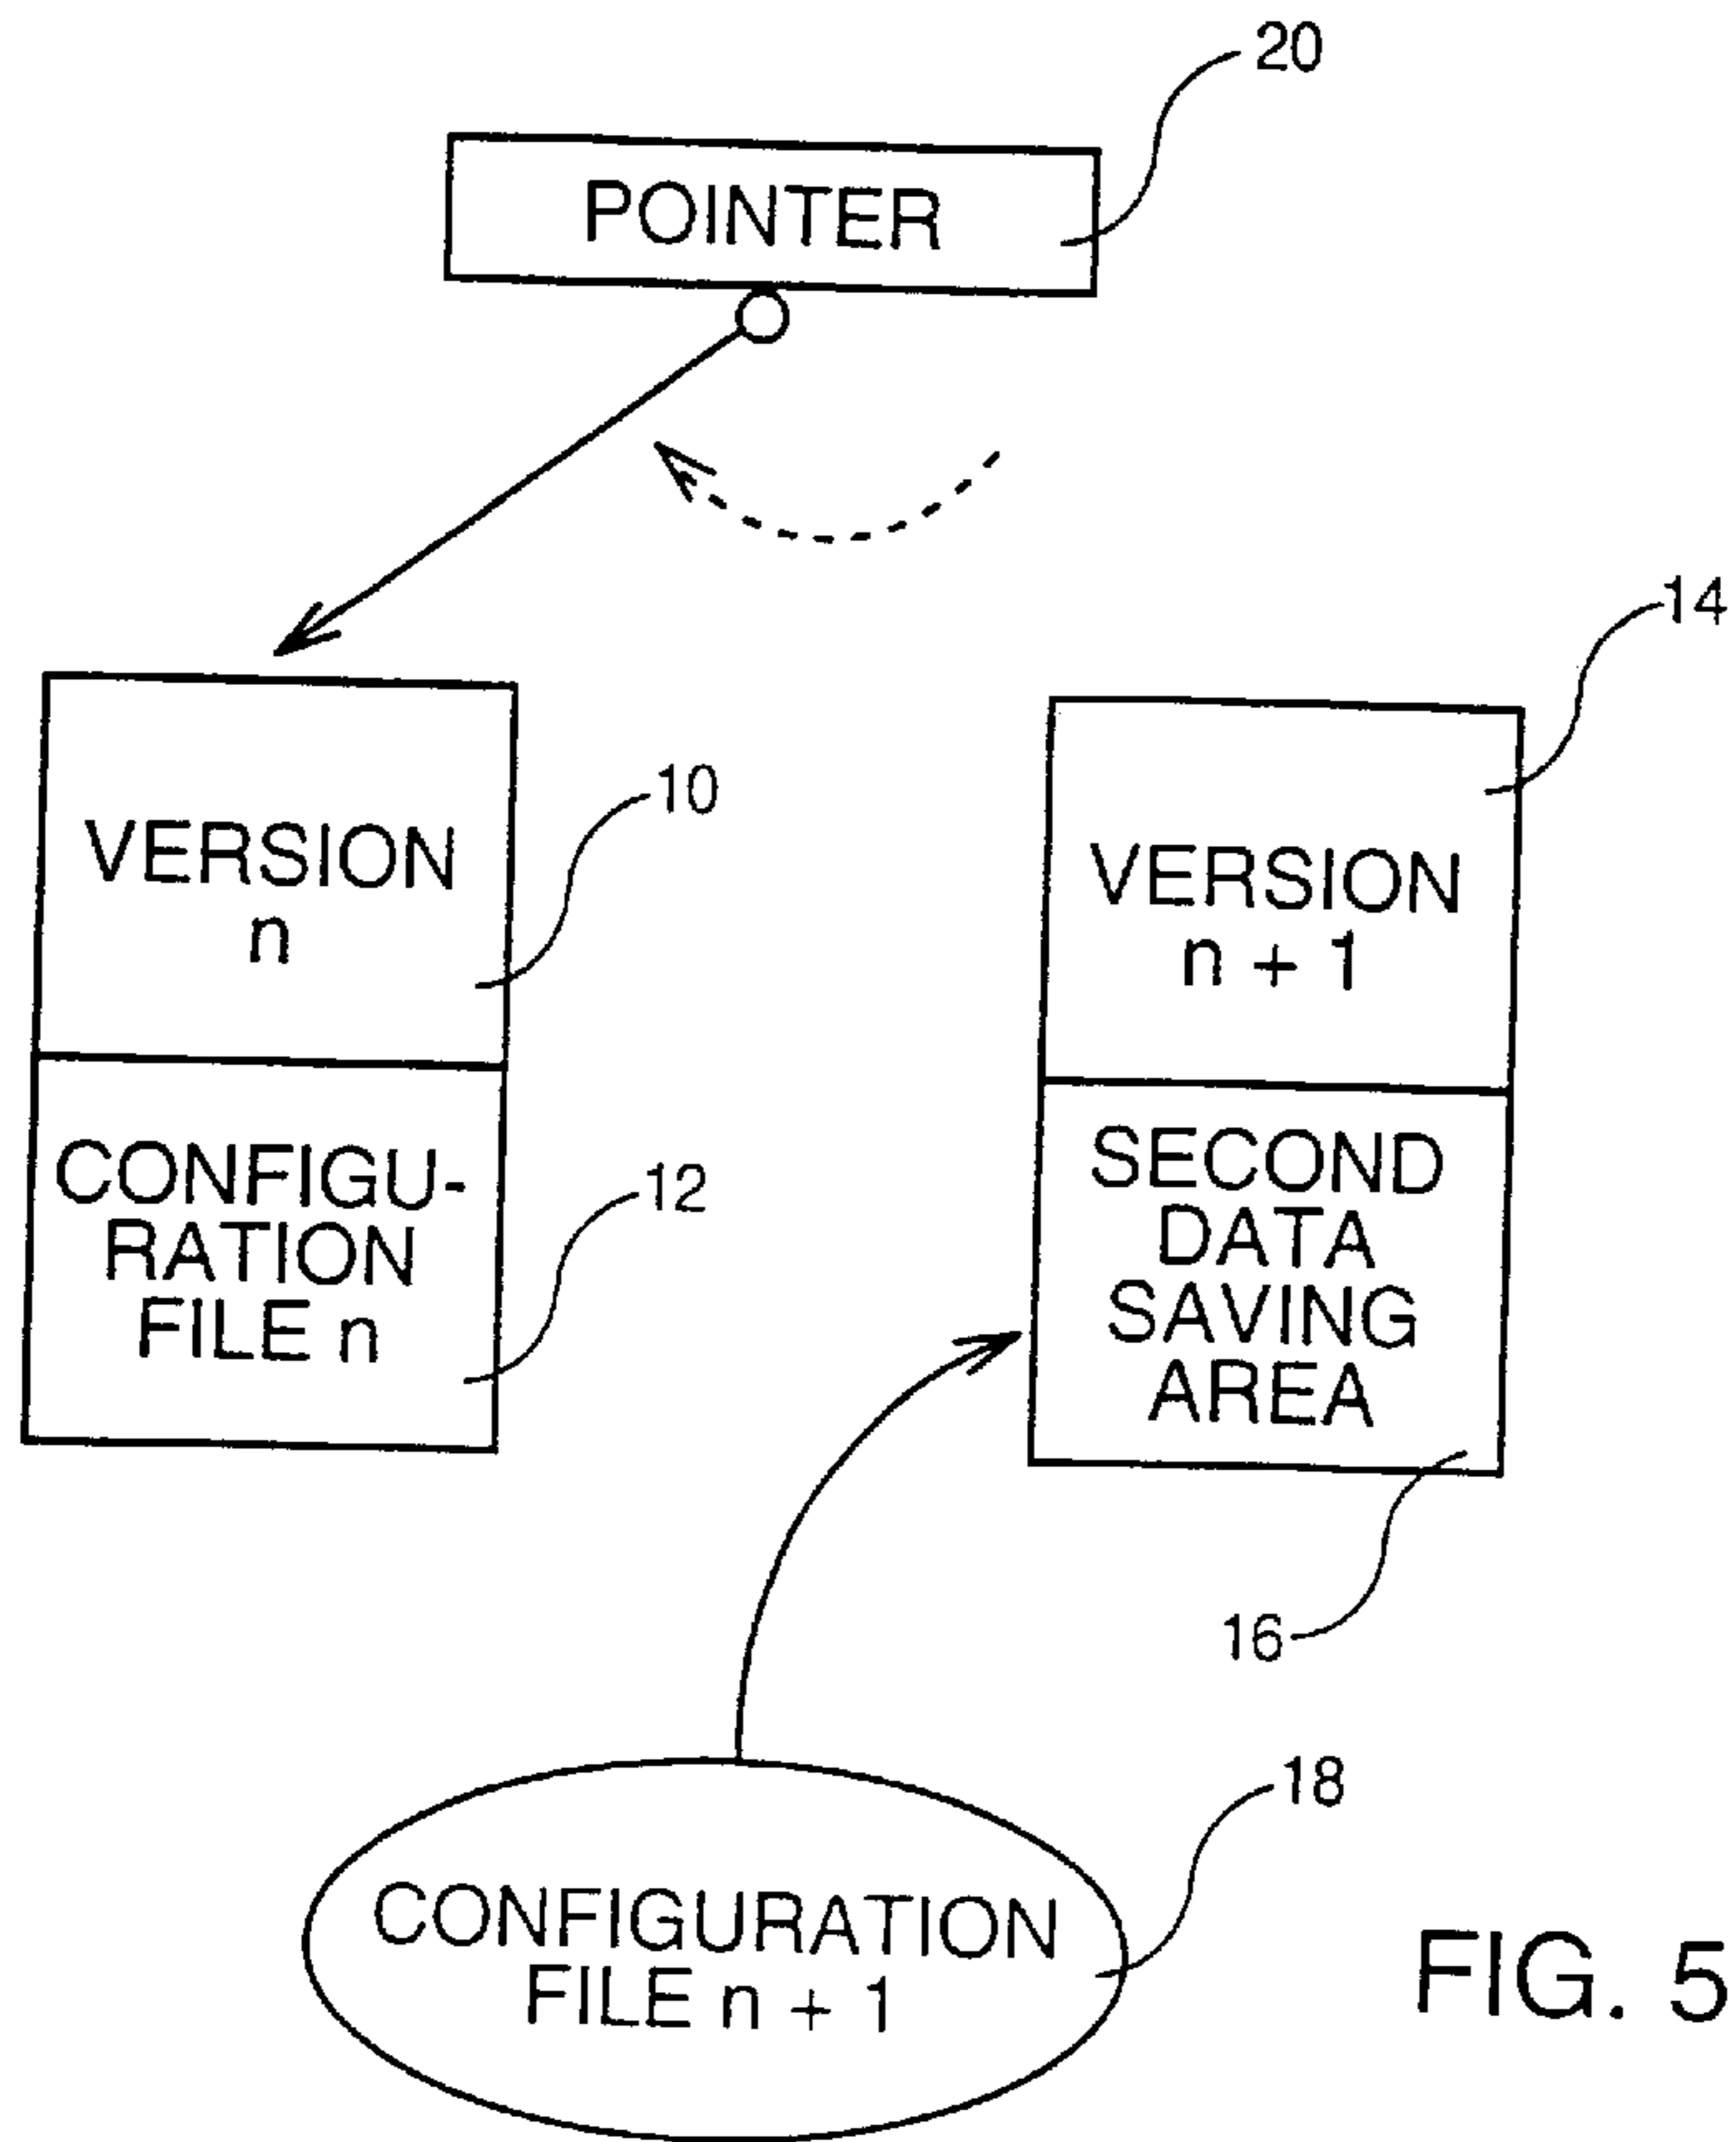 20
POINTER
14
10
VERSION
n
VERSION
n + 1
12
CONFIGU-
RATION
FILE n
SECOND
DATA
SAVING
AREA
16
18
CONFIGURATION
FILE n + 1
FIG. 5